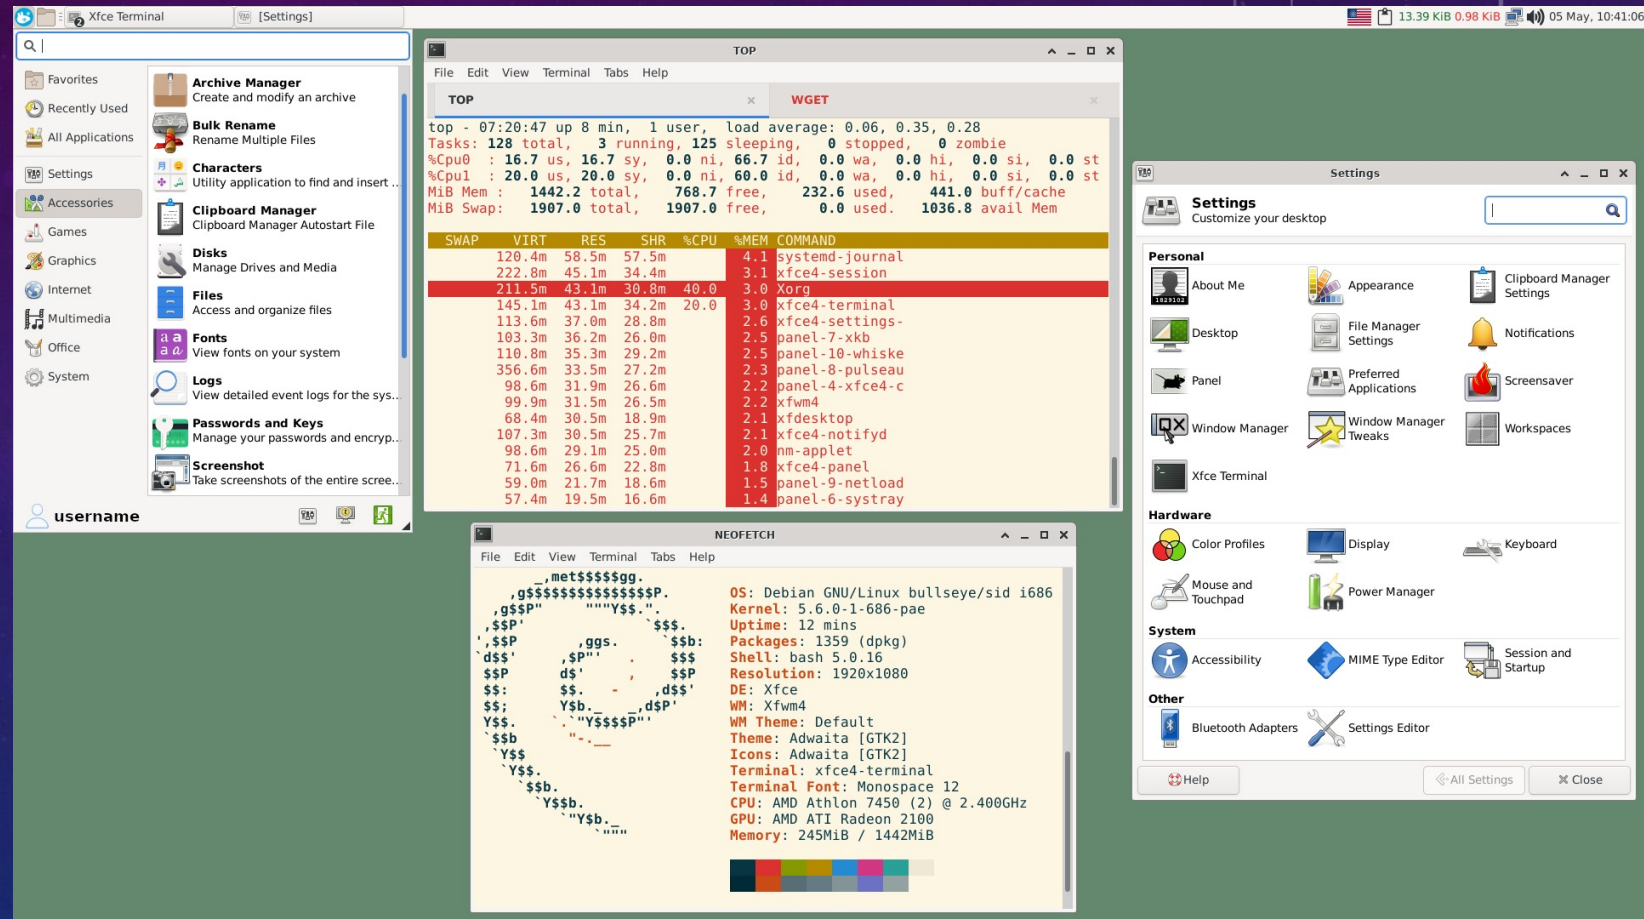 Xfce Terminal
[Settings]
13.39 KiB 0.98 KiB
05 May, 10:41:06
Favorites
Recently Used
All Applications
Settings
Accessories
Games
Graphics
Internet
Multimedia
Office
System
Archive Manager
Create and modify an archive
Bulk Rename
Rename Multiple Files
Characters
Utility application to find and insert ...
Clipboard Manager
Clipboard Manager Autostart File
Disks
Manage Drives and Media
Files
Access and organize files
Fonts
View fonts on your system
Logs
View detailed event logs for the sys...
Passwords and Keys
Manage your passwords and encryp...
Screenshot
Take screenshots of the entire scree...
username
TOP
File Edit View Terminal Tabs Help
TOP
WGET
top - 07:20:47 up 8 min, 1 user, load average: 0.06, 0.35, 0.28
Tasks: 128 total, 3 running, 125 sleeping, 0 stopped, 0 zombie
%Cpu0 : 16.7 us, 16.7 sy, 0.0 ni, 66.7 id, 0.0 wa, 0.0 hi, 0.0 si, 0.0 st
%Cpu1 : 20.0 us, 20.0 sy, 0.0 ni, 60.0 id, 0.0 wa, 0.0 hi, 0.0 si, 0.0 st
MiB Mem : 1442.2 total, 768.7 free, 232.6 used, 441.0 buff/cache
MiB Swap: 1907.0 total, 1907.0 free, 0.0 used. 1036.8 avail Mem
SWAP VIRT RES SHR %CPU %MEM COMMAND
120.4m 58.5m 57.5m 4.1 systemd-journal
222.8m 45.1m 34.4m 3.1 xfce4-session
211.5m 43.1m 30.8m 40.0 3.0 Xorg
145.1m 43.1m 34.2m 20.0 3.0 xfce4-terminal
113.6m 37.0m 28.8m 2.6 xfce4-settings-
103.3m 36.2m 26.0m 2.5 panel-7-xkb
110.8m 35.3m 29.2m 2.5 panel-10-whiske
356.6m 33.5m 27.2m 2.3 panel-8-pulseau
98.6m 31.9m 26.6m 2.2 panel-4-xfce4-c
99.9m 31.5m 26.5m 2.2 xfwm4
68.4m 30.5m 18.9m 2.1 xfdesktop
107.3m 30.5m 25.7m 2.1 xfce4-notifyd
98.6m 29.1m 25.0m 2.0 nm-applet
71.6m 26.6m 22.8m 1.8 xfce4-panel
59.0m 21.7m 18.6m 1.5 panel-9-netload
57.4m 19.5m 16.6m 1.4 panel-6-systray
NEOFETCH
File Edit View Terminal Tabs Help
OS: Debian GNU/Linux bullseye/sid i686
Kernel: 5.6.0-1-686-pae
Uptime: 12 mins
Packages: 1359 (dpkg)
Shell: bash 5.0.16
Resolution: 1920x1080
DE: Xfce
WM: Xfwm4
WM Theme: Default
Theme: Adwaita [GTK2]
Icons: Adwaita [GTK2]
Terminal: xfce4-terminal
Terminal Font: Monospace 12
CPU: AMD Athlon 7450 (2) @ 2.400GHz
GPU: AMD ATI Radeon 2100
Memory: 245MiB / 1442MiB
Settings
Settings
Customize your desktop
Personal
About Me
Appearance
Clipboard Manager
Settings
Desktop
File Manager
Settings
Notifications
Panel
Preferred
Applications
Screensaver
Window Manager
Window Manager
Tweaks
Workspaces
Xfce Terminal
Hardware
Color Profiles
Display
Keyboard
Mouse and
Touchpad
Power Manager
System
Accessibility
MIME Type Editor
Session and
Startup
Other
Bluetooth Adapters
Settings Editor
Help
All Settings
Close